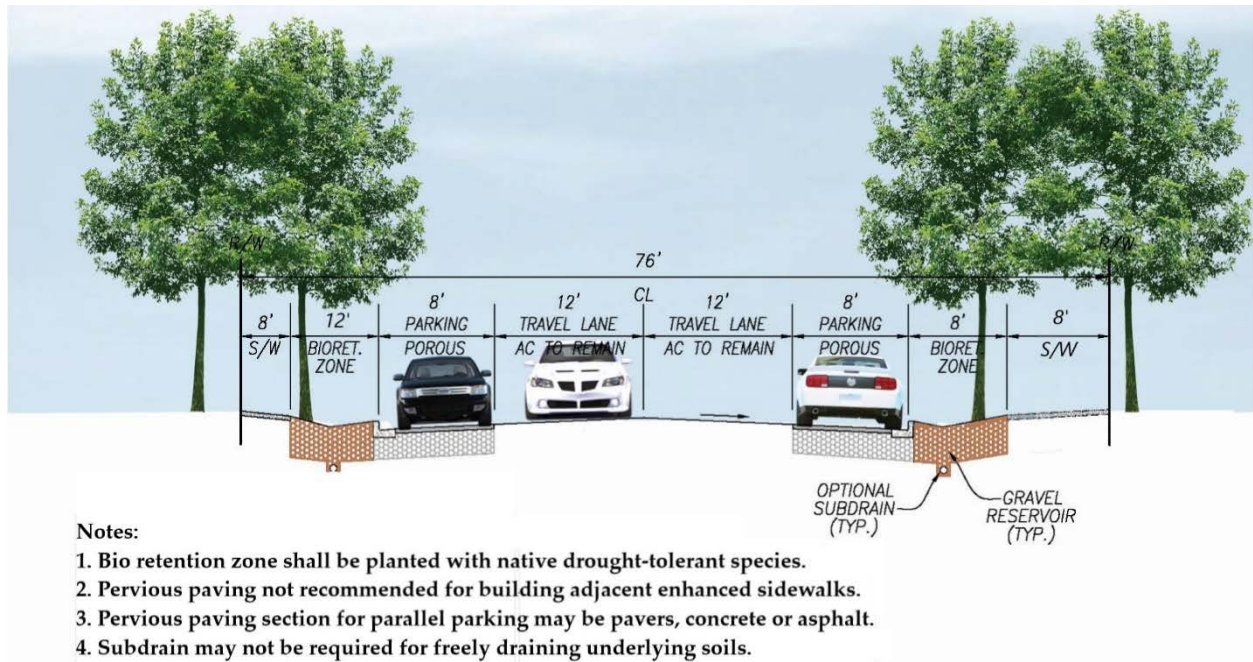 R/W
R/W
76'
CL
8'
S/W
12'
BIORET.
ZONE
8'
PARKING
POROUS
12'
TRAVEL LANE
AC TO REMAIN
12'
TRAVEL LANE
AC TO REMAIN
8'
PARKING
POROUS
8'
BIORET.
ZONE
8'
S/W
OPTIONAL
SUBDRAIN
(TYP.)
GRAVEL
RESERVOIR
(TYP.)
Notes:
1. Bio retention zone shall be planted with native drought-tolerant species.
2. Pervious paving not recommended for building adjacent enhanced sidewalks.
3. Pervious paving section for parallel parking may be pavers, concrete or asphalt.
4. Subdrain may not be required for freely draining underlying soils.